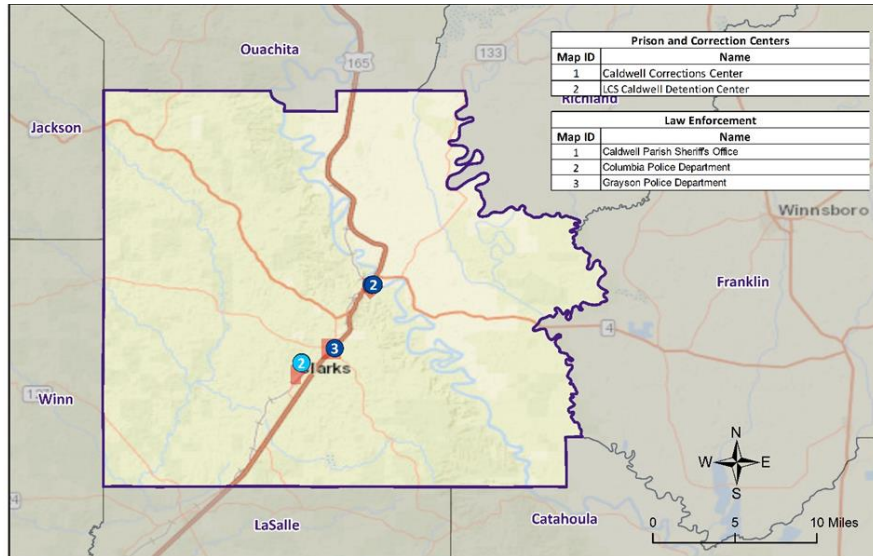 Ouachita
165
133
Prison and Correction Centers
Map ID Name
1 Caldwell Corrections Center
2 LCS Caldwell Detention Center
Richland
Law Enforcement
Map ID Name
1 Caldwell Parish Sheriff's Office
2 Columbia Police Department
3 Grayson Police Department
Jackson
Winnsboro
Franklin
2
4
3
2
Clarks
Winn
4
LaSalle
Catahoula
N
W E
S
0 5 10 Miles